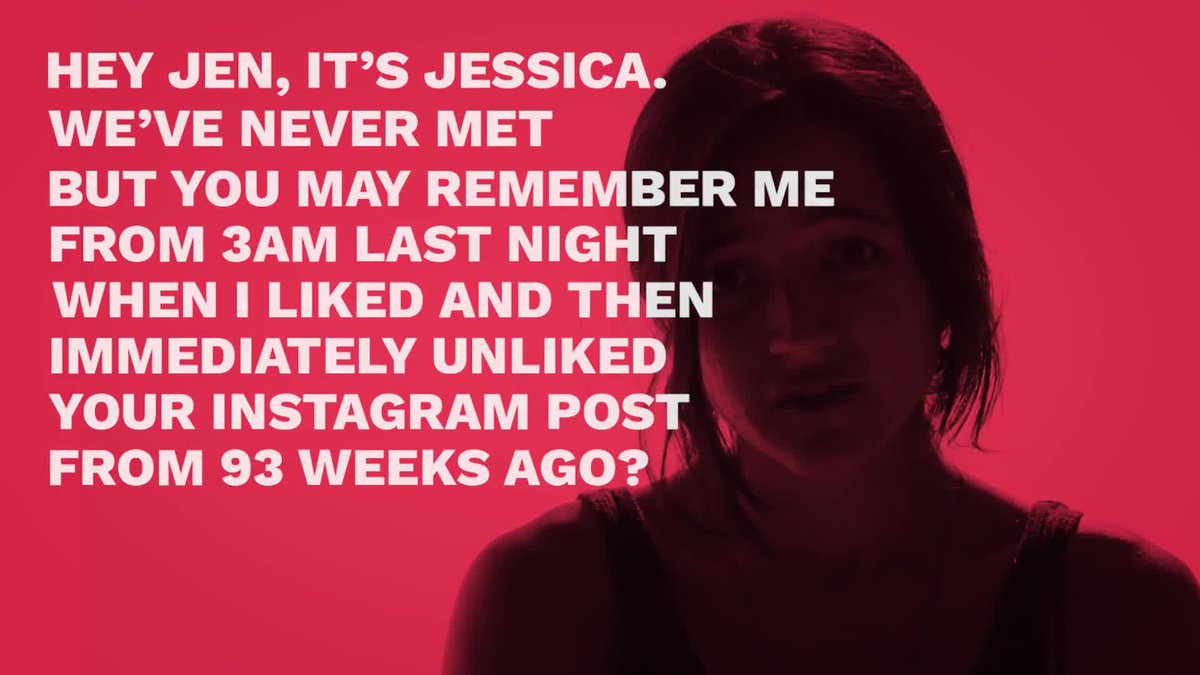 HEY JEN, IT'S JESSICA.
WE'VE NEVER MET
BUT YOU MAY REMEMBER ME
FROM 3AM LAST NIGHT
WHEN I LIKED AND THEN
IMMEDIATELY UNLIKED
YOUR INSTAGRAM POST
FROM 93 WEEKS AGO?